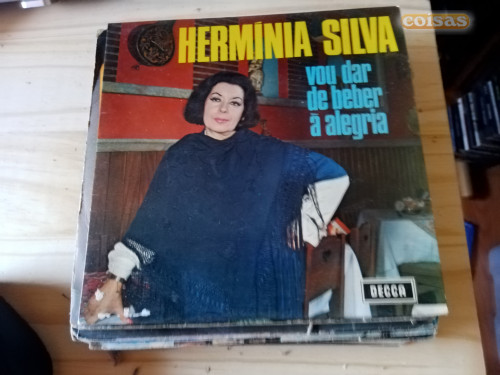 coisas
HERMÍNIA SILVA
vou dar
de beber
à alegria
DECCA